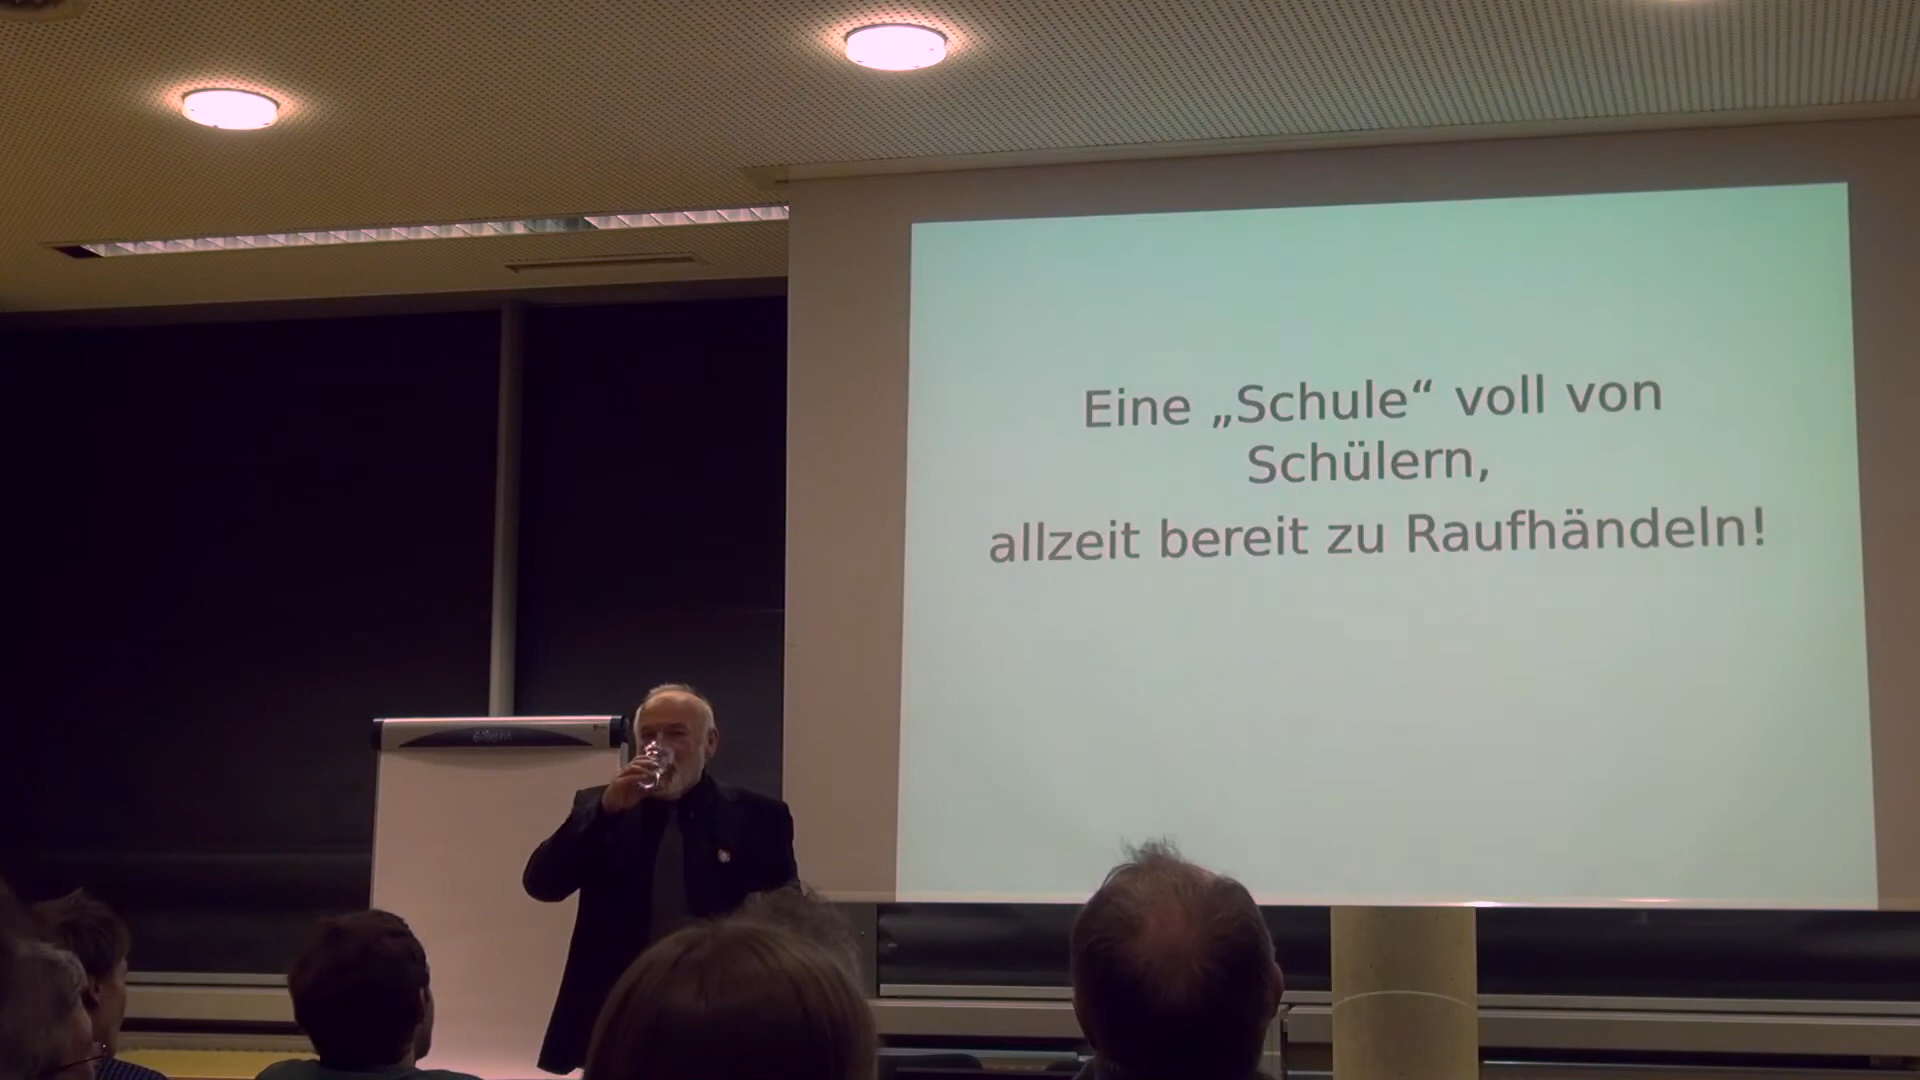 Eine „Schule“ voll von
Schülern,
allzeit bereit zu Raufhändeln!